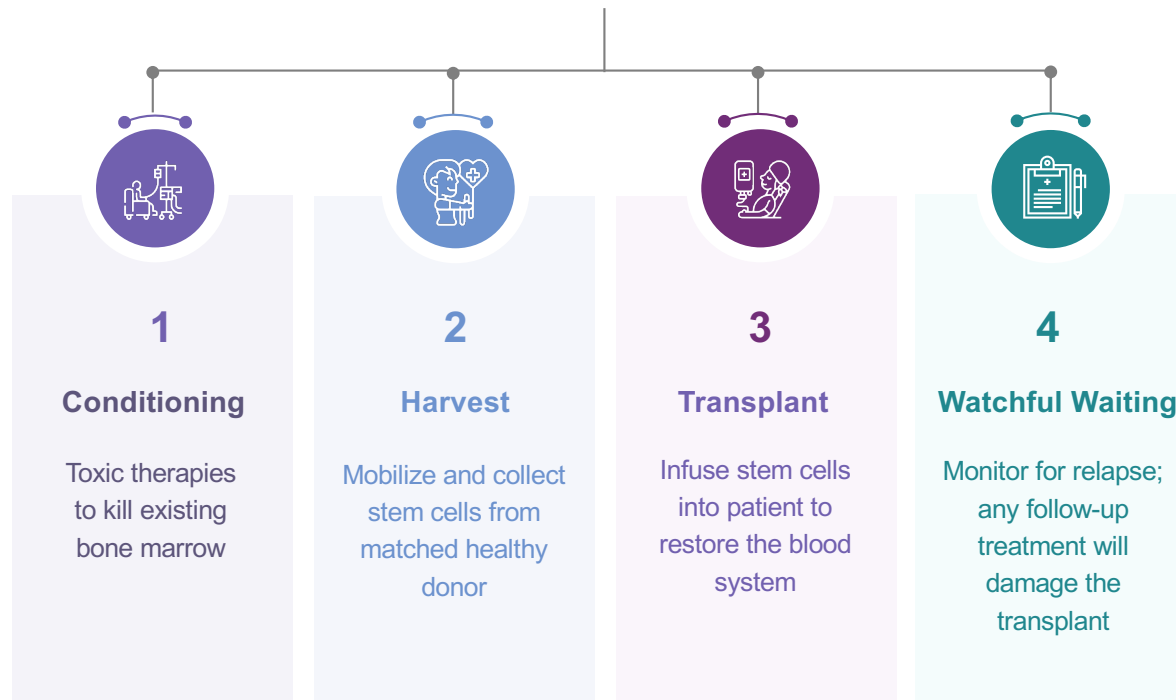 1
Conditioning
Toxic therapies
to kill existing
bone marrow
2
Harvest
Mobilize and collect
stem cells from
matched healthy
donor
3
Transplant
Infuse stem cells
into patient to
restore the blood
system
4
Watchful Waiting
Monitor for relapse;
any follow-up
treatment will
damage the
transplant